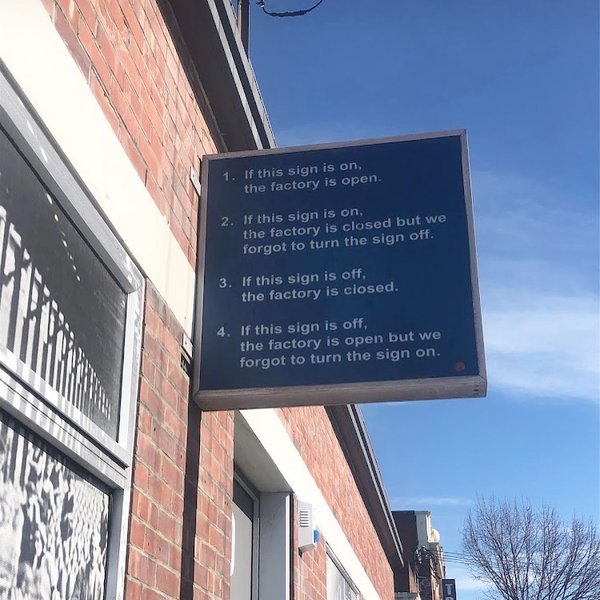 1. If this sign is on,
the factory is open.
2. If this sign is on,
the factory is closed but we
forgot to turn the sign off.
3. If this sign is off,
the factory is closed.
4. If this sign is off,
the factory is open but we
forgot to turn the sign on.